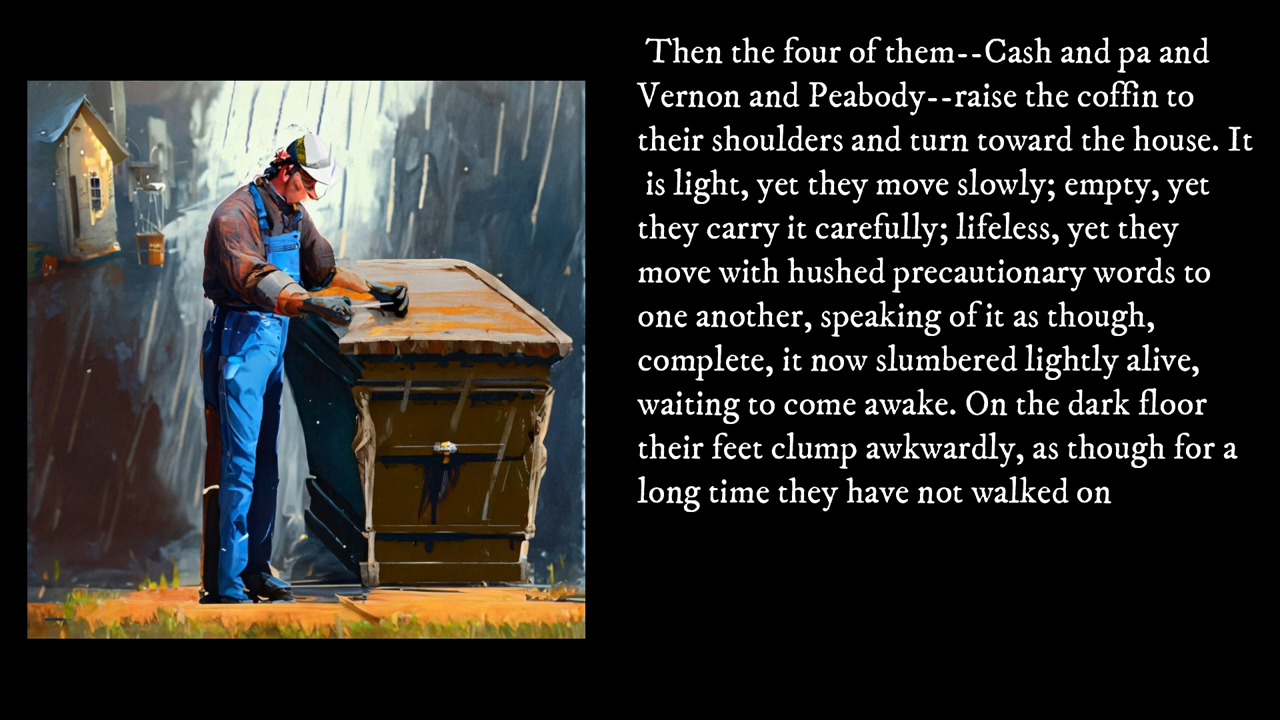 Then the four of them--Cash and pa and
Vernon and Peabody--raise the coffin to
their shoulders and turn toward the house. It
is light, yet they move slowly; empty, yet
they carry it carefully; lifeless, yet they
move with hushed precautionary words to
one another, speaking of it as though,
complete, it now slumbered lightly alive,
waiting to come awake. On the dark floor
their feet clump awkwardly, as though for a
long time they have not walked on